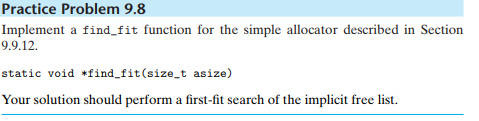 Practice Problem 9.8
Implement a find_fit function for the simple allocator described in Section
9.9.12.
static void *find_fit(size_t asize)
Your solution should perform a first-fit search of the implicit free list.